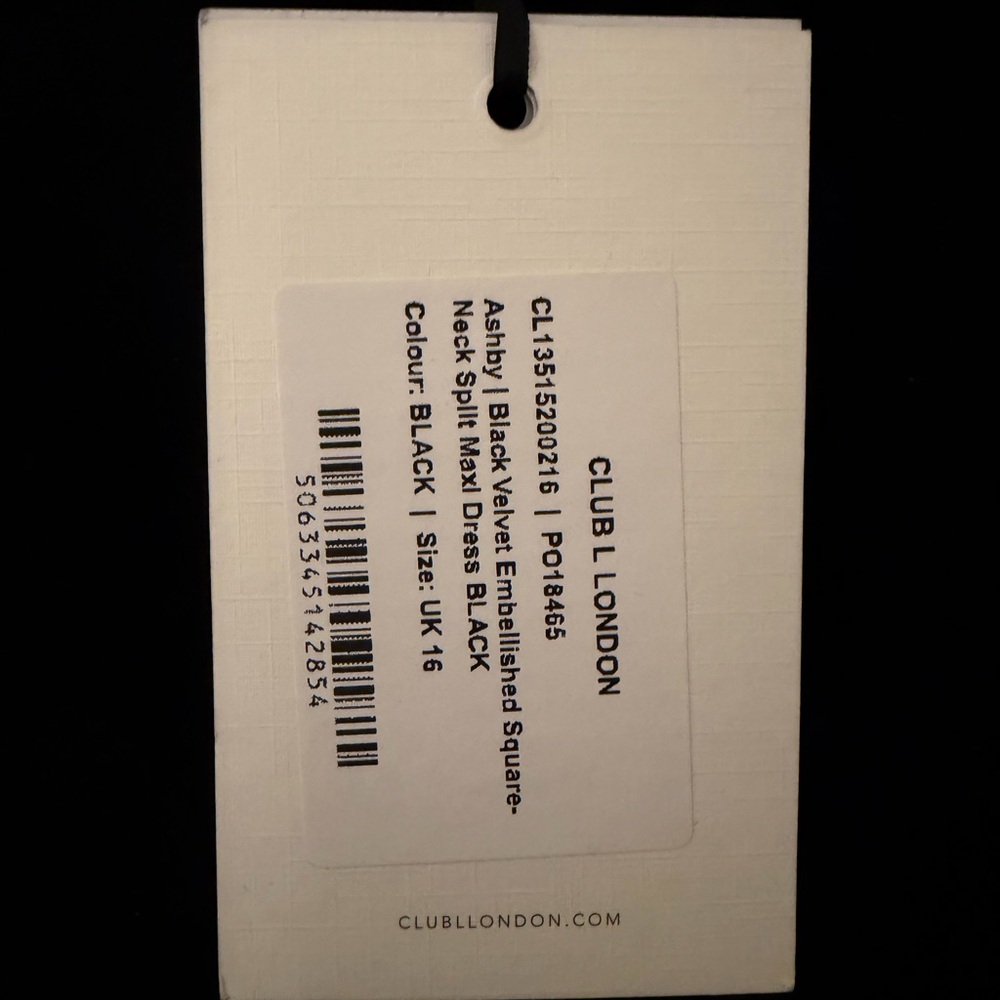 CLUB L LONDON
CL13515200216 | PO18465
Ashby | Black Velvet Embellished Square-
Neck Split Maxi Dress BLACK
Colour: BLACK | Size: UK 16
5063345142854
CLUBLLONDON.COM